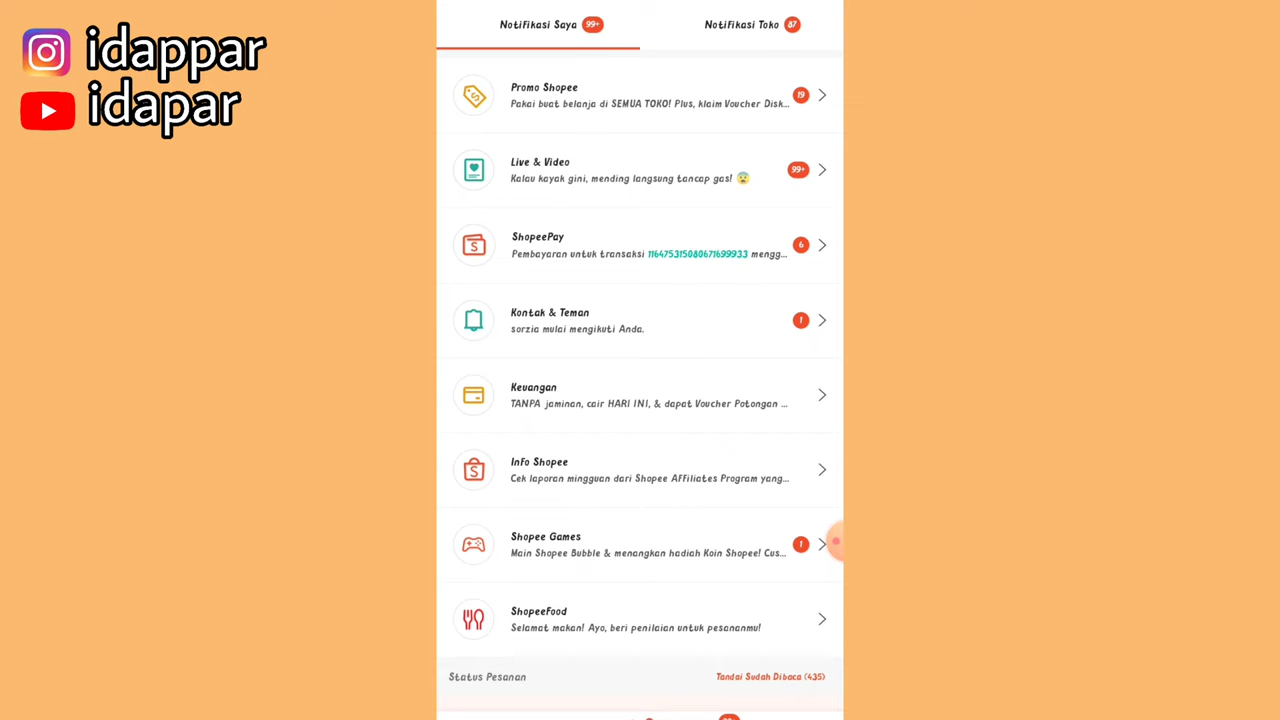 idappar
idapar
Notifikasi Saya 99+
Notifikasi Toko 87
Promo Shopee
Pakai buat belanja di SEMUA TOKO! Plus, klaim Voucher Disk...
19
Live & Video
Kalau kayak gini, mending langsung tancap gas! 😨
99+
ShopeePay
Pembayaran untuk transaksi 116475315080671699933 mengg...
6
Kontak & Teman
sorzia mulai mengikuti Anda.
1
Keuangan
TANPA jaminan, cair HARI INI, & dapat Voucher Potongan ...
Info Shopee
Cek laporan mingguan dari Shopee Affiliates Program yang...
Shopee Games
Main Shopee Bubble & menangkan hadiah Koin Shopee! Cus...
1
ShopeeFood
Selamat makan! Ayo, beri penilaian untuk pesananmu!
Status Pesanan
Tandai Sudah Dibaca (435)